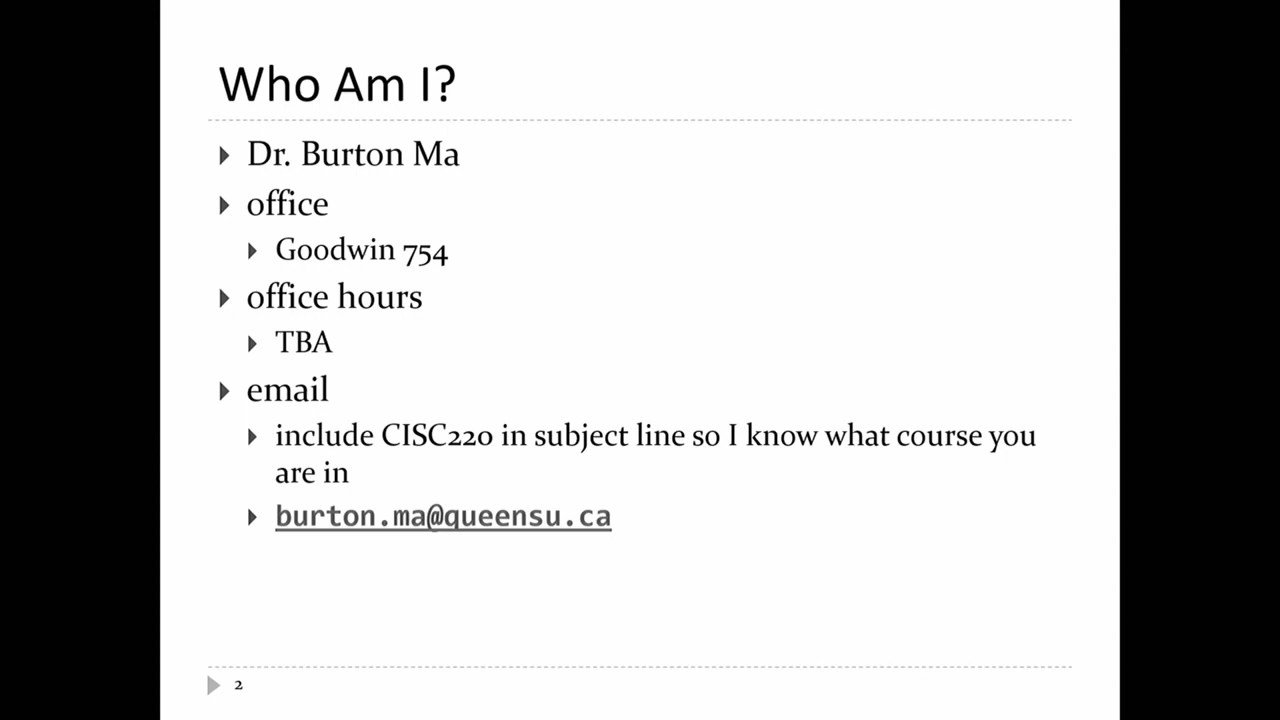 Who Am I?
Dr. Burton Ma
office
Goodwin 754
office hours
TBA
email
include CISC220 in subject line so I know what course you
are in
burton.ma@queensu.ca
2